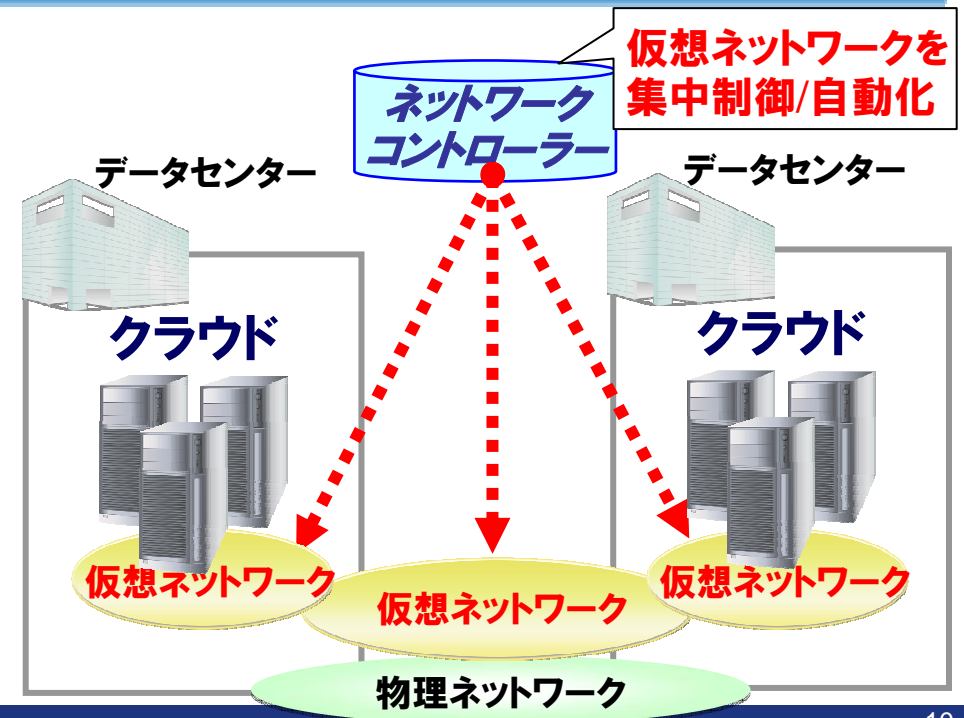 仮想ネットワークを
集中制御/自動化
ネットワーク
コントローラー
データセンター
データセンター
クラウド
クラウド
仮想ネットワーク
仮想ネットワーク
仮想ネットワーク
物理ネットワーク